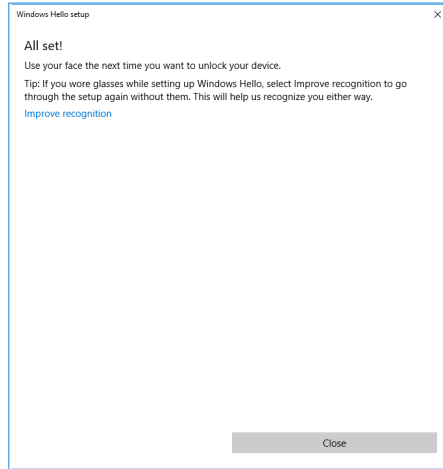 Windows Hello setup
All set!
Use your face the next time you want to unlock your device.
Tip: If you wore glasses while setting up Windows Hello, select Improve recognition to go
through the setup again without them. This will help us recognize you either way.
Improve recognition
Close